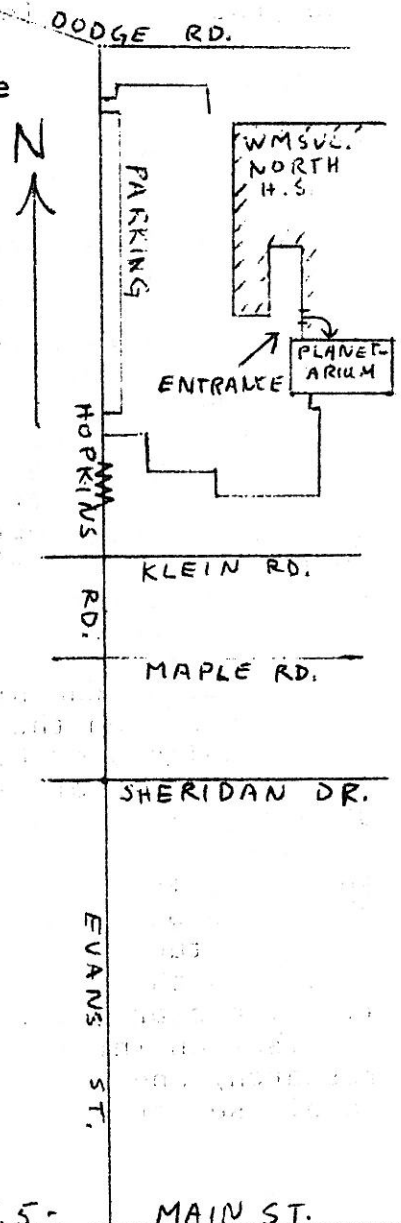 DODGE RD.
e
N
WMSVL.
NORTH
H.S.
PARKING
PLANET-
ARIUM
ENTRANCE
HOPKINS RD.
KLEIN RD.
MAPLE RD.
SHERIDAN DR.
EVANS ST.
5-
MAIN ST.